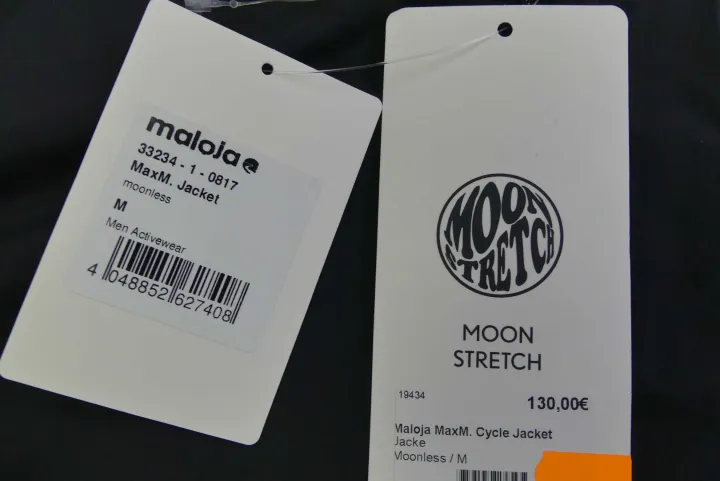 maloja
33234 - 1 - 0817
MaxM. Jacket
moonless
M
Men Activewear
4 048852 627408
MOON
STRETCH
MOON
STRETCH
19434
130,00€
Maloja MaxM. Cycle Jacket
Jacke
Moonless / M